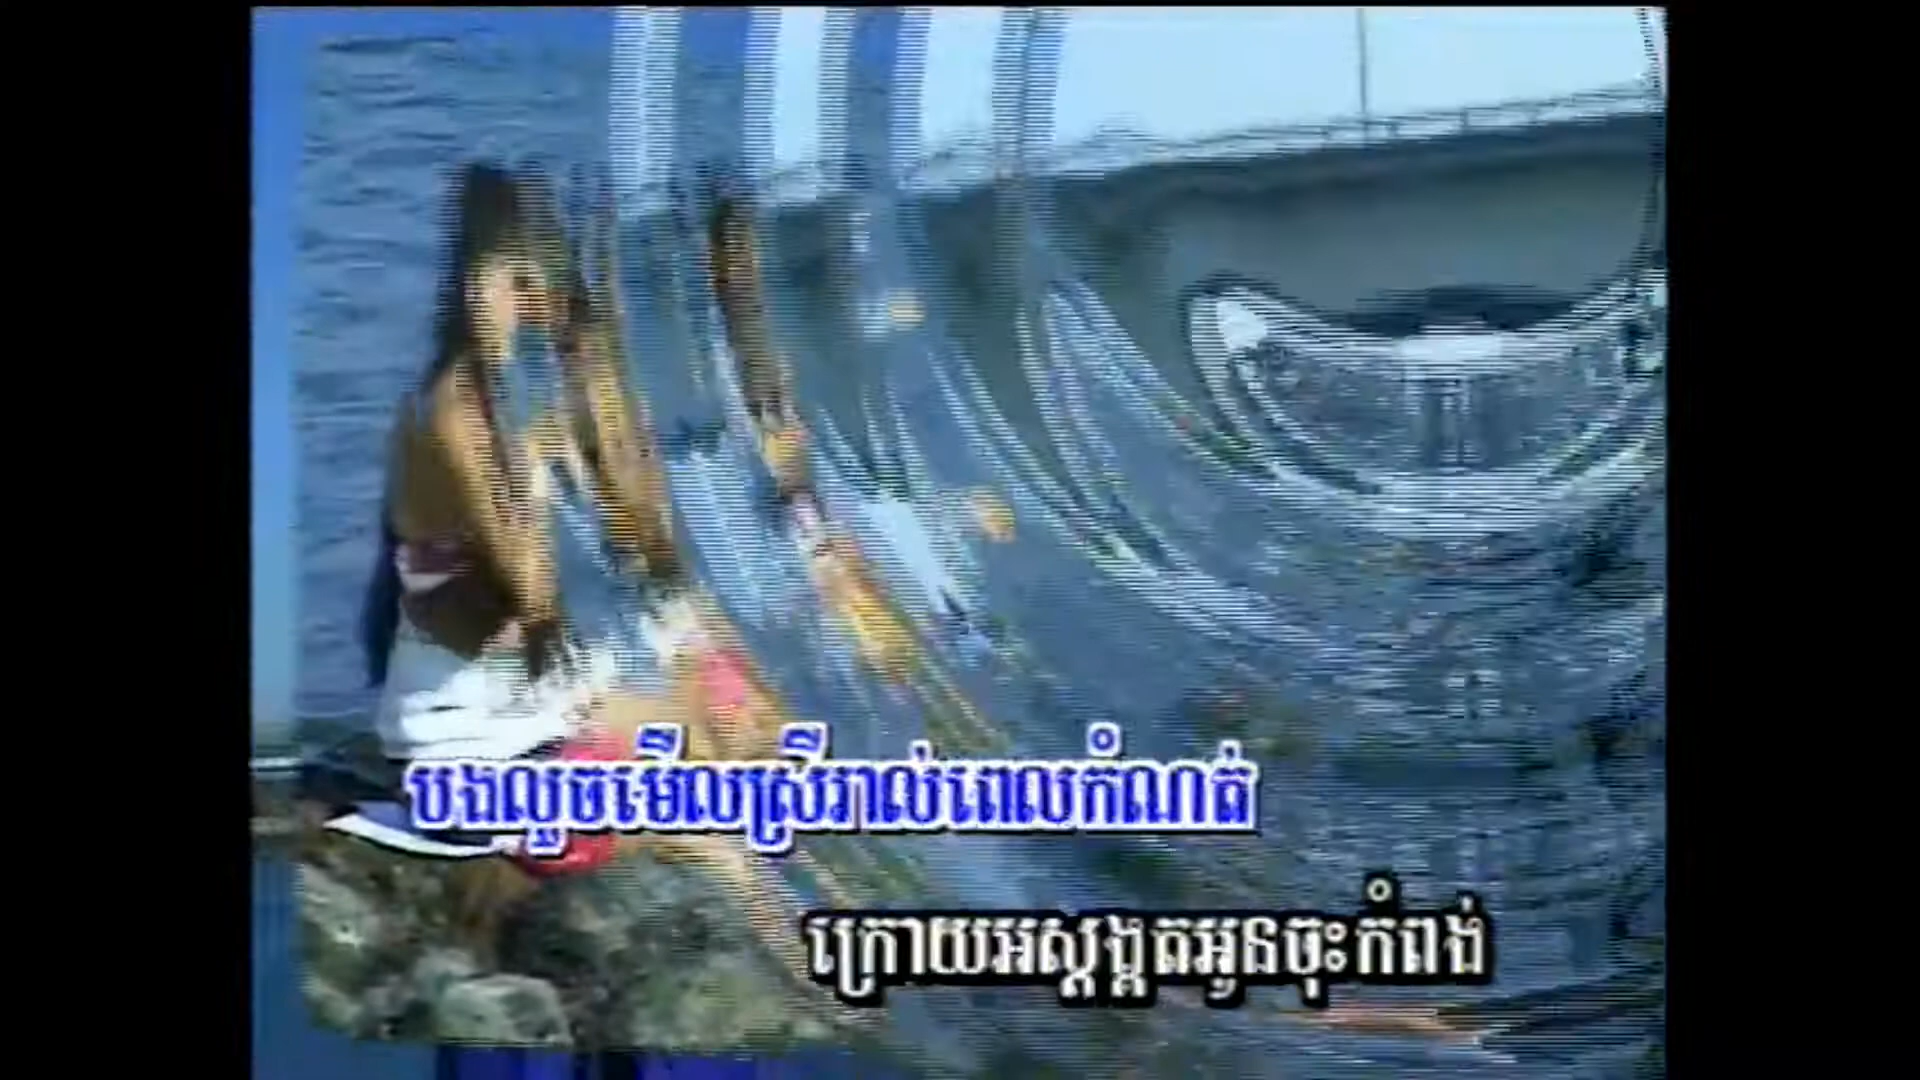 បងលួចមើលស្រីរាល់ពេលកំណត់
ក្រោយអស្តង្គតអូនចុះកំពង់